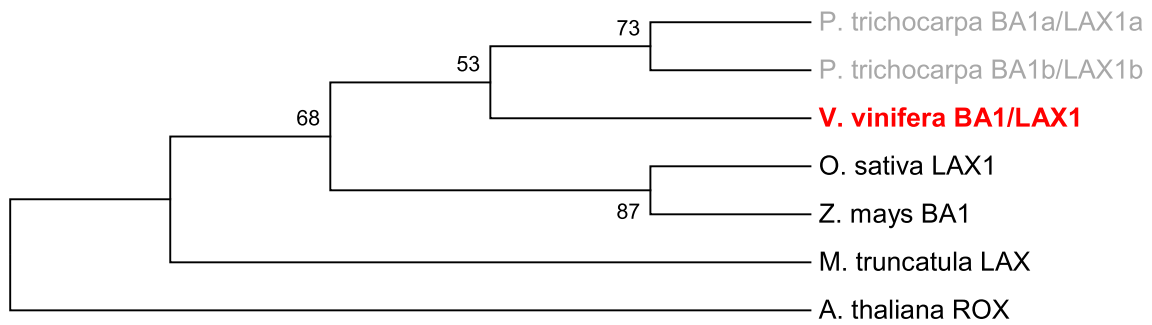 P. trichocarpa BA1a/LAX1a
73
P. trichocarpa BA1b/LAX1b
53
V. vinifera BA1/LAX1
68
O. sativa LAX1
87
Z. mays BA1
M. truncatula LAX
A. thaliana ROX